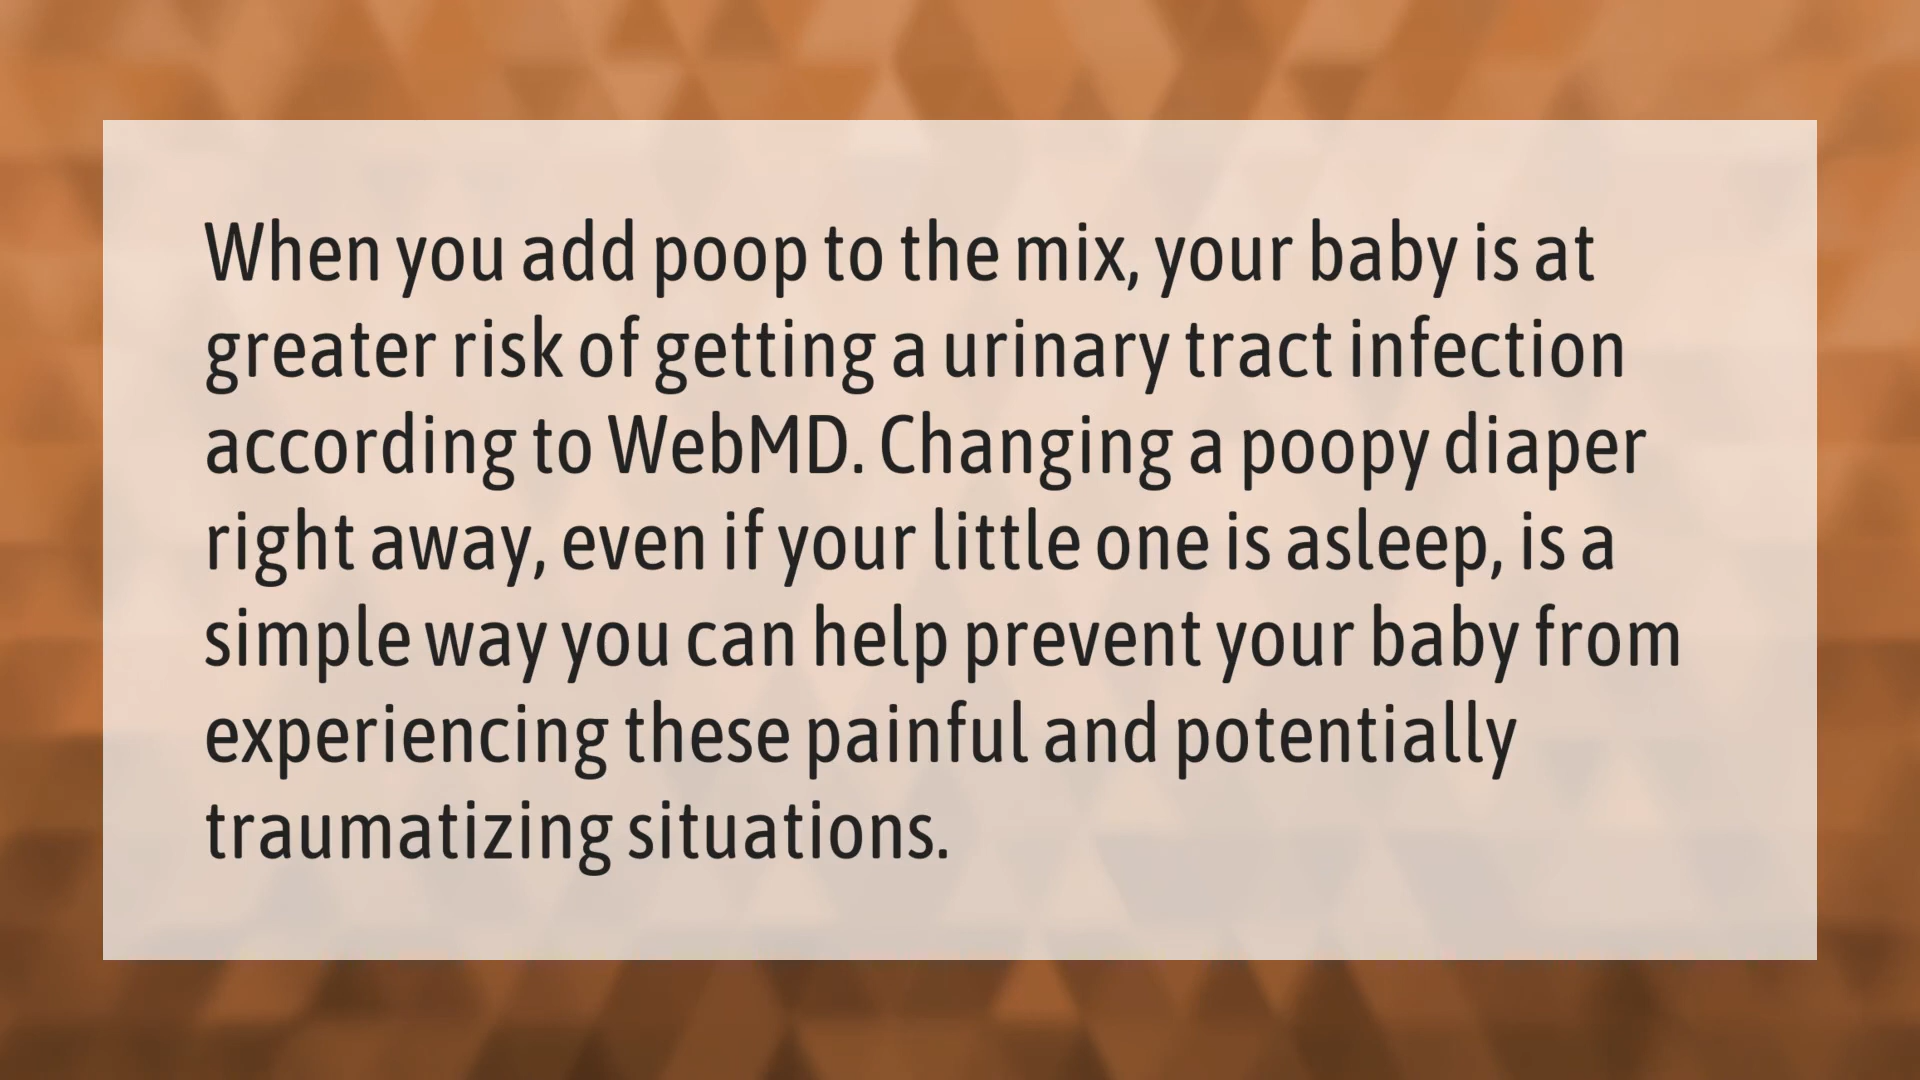 When you add poop to the mix, your baby is at
greater risk of getting a urinary tract infection
according to WebMD. Changing a poopy diaper
right away, even if your little one is asleep, is a
simple way you can help prevent your baby from
experiencing these painful and potentially
traumatizing situations.